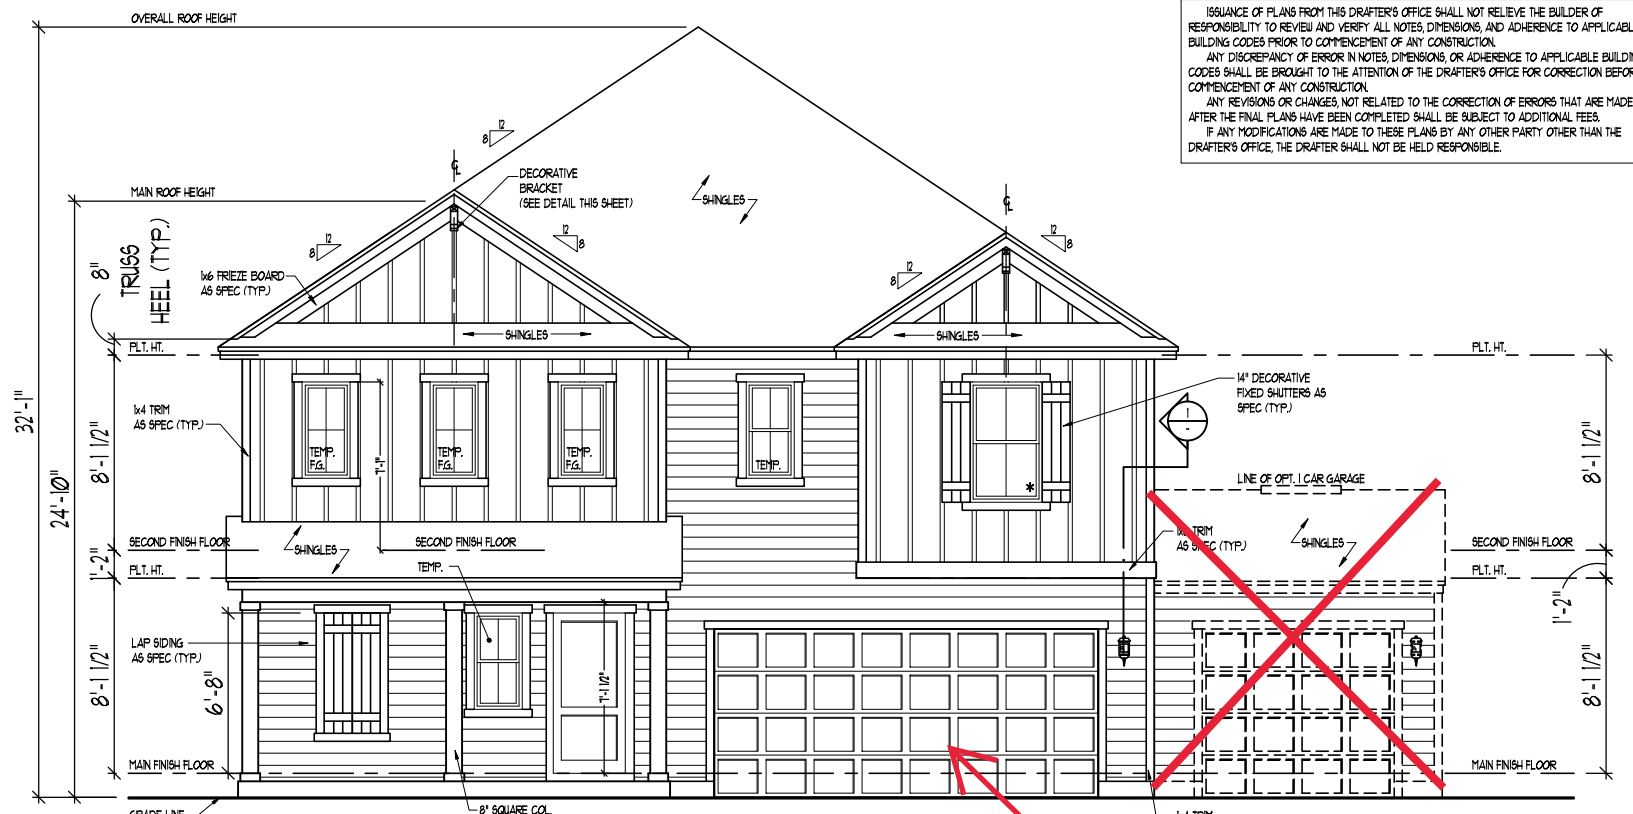 OVERALL ROOF HEIGHT
ISSUANCE OF PLANS FROM THIS DRAFTER'S OFFICE SHALL NOT RELIEVE THE BUILDER OF
RESPONSIBILITY TO REVIEW AND VERIFY ALL NOTES, DIMENSIONS, AND ADHERENCE TO APPLICABL
BUILDING CODES PRIOR TO COMMENCEMENT OF ANY CONSTRUCTION.
ANY DISCREPANCY OF ERROR IN NOTES, DIMENSIONS, OR ADHERENCE TO APPLICABLE BUILDIN
CODES SHALL BE BROUGHT TO THE ATTENTION OF THE DRAFTER'S OFFICE FOR CORRECTION BEFOR
COMMENCEMENT OF ANY CONSTRUCTION.
ANY REVISIONS OR CHANGES, NOT RELATED TO THE CORRECTION OF ERRORS THAT ARE MADE
AFTER THE FINAL PLANS HAVE BEEN COMPLETED SHALL BE SUBJECT TO ADDITIONAL FEES.
IF ANY MODIFICATIONS ARE MADE TO THESE PLANS BY ANY OTHER PARTY OTHER THAN THE
DRAFTER'S OFFICE, THE DRAFTER SHALL NOT BE HELD RESPONSIBLE.
12
8
CL
DECORATIVE
BRACKET
(SEE DETAIL THIS SHEET)
MAIN ROOF HEIGHT
SHINGLES
CL
12
8
12
8
12
8
12
8
8"
TRUSS
HEEL (TYP.)
1x6 FRIEZE BOARD
AS SPEC (TYP.)
SHINGLES
SHINGLES
PLT. HT.
PLT. HT.
32'-1"
24'-10"
8'-1 1/2"
8'-1 1/2"
1x4 TRIM
AS SPEC (TYP.)
14" DECORATIVE
FIXED SHUTTERS AS
SPEC (TYP.)
1
-
TEMP.
F.G.
7'-1"
TEMP.
F.G.
TEMP.
F.G.
TEMP.
*
LINE OF OPT. 1 CAR GARAGE
TRIM
AS SPEC (TYP.)
SHINGLES
SECOND FINISH FLOOR
SHINGLES
SECOND FINISH FLOOR
SECOND FINISH FLOOR
1'-2"
PLT. HT.
TEMP.
PLT. HT.
1'-2"
LAP SIDING
AS SPEC (TYP.)
8'-1 1/2"
6'-8"
7'-1 1/2"
8'-1 1/2"
MAIN FINISH FLOOR
MAIN FINISH FLOOR
GRADE LINE
8" SQUARE COL.
TRIM